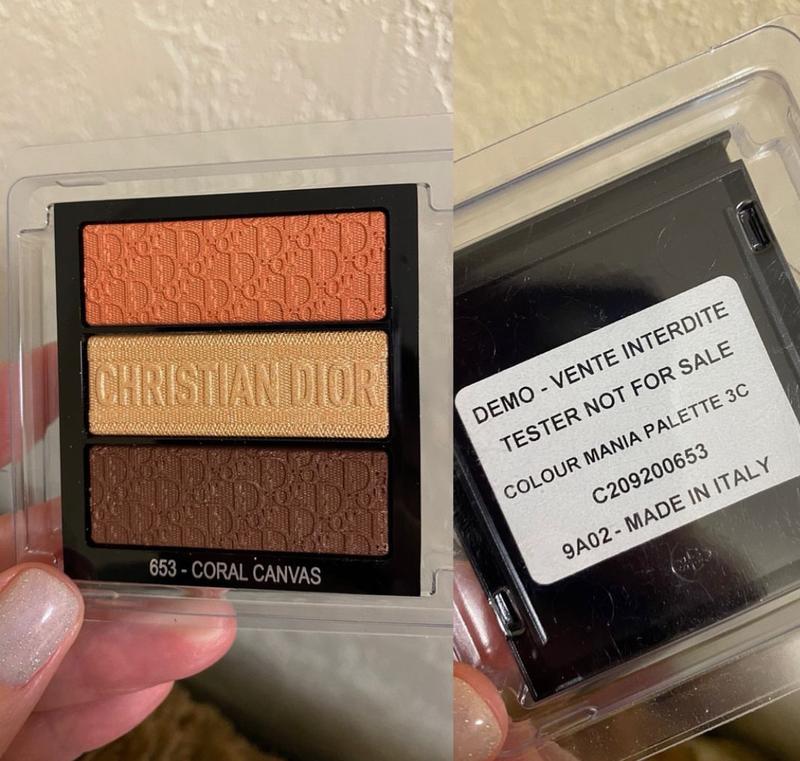 CHRISTIAN DIOR
653 - CORAL CANVAS
DEMO - VENTE INTERDITE
TESTER NOT FOR SALE
COLOUR MANIA PALETTE 3C
C209200653
9A02 - MADE IN ITALY